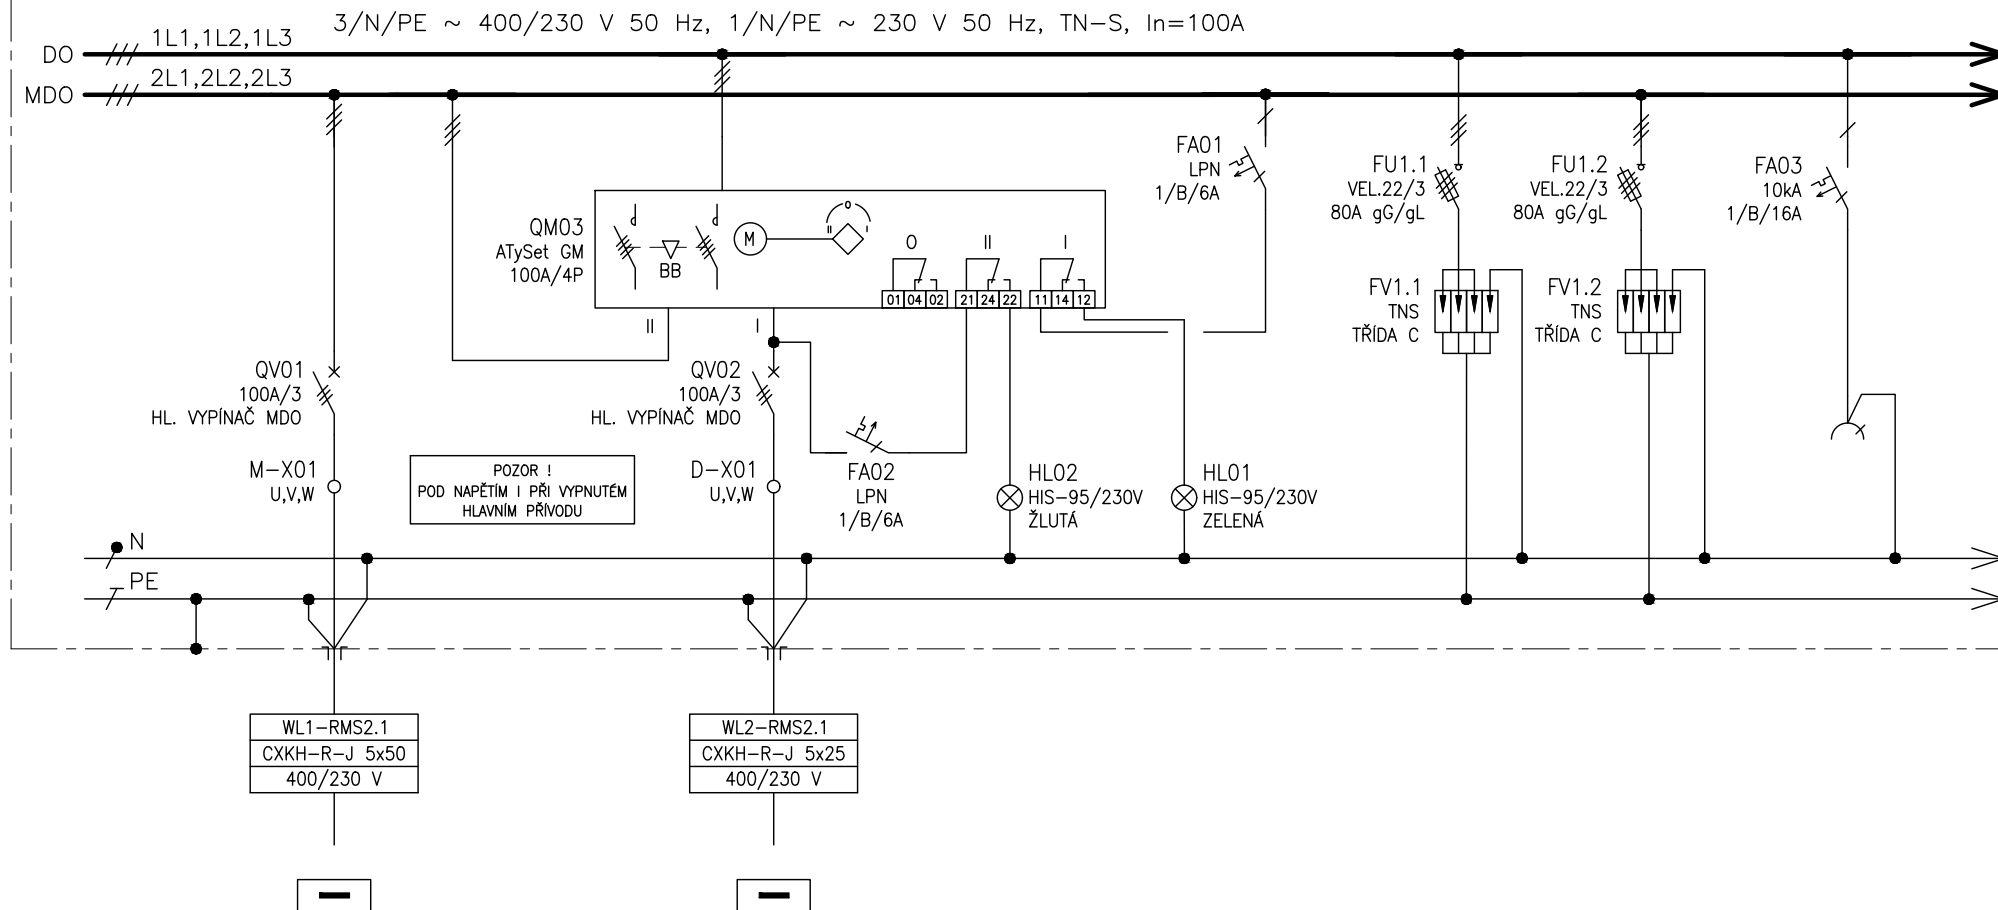 3/N/PE ~ 400/230 V 50 Hz, 1/N/PE ~ 230 V 50 Hz, TN-S, In=100A
DO
1L1,1L2,1L3
MDO
2L1,2L2,2L3
QM03
ATySet GM
100A/4P
BB
M
O
II
I
O
II
I
01 04 02
21 24 22
11 14 12
II
I
FA01
LPN
1/B/6A
FU1.1
VEL.22/3
80A gG/gL
FU1.2
VEL.22/3
80A gG/gL
FA03
10kA
1/B/16A
FV1.1
TNS
TŘÍDA C
FV1.2
TNS
TŘÍDA C
QV01
100A/3
HL. VYPÍNAČ MDO
QV02
100A/3
HL. VYPÍNAČ MDO
M-X01
U,V,W
POZOR !
POD NAPĚTÍM I PŘI VYPNUTÉM
HLAVNÍM PŘÍVODU
D-X01
U,V,W
FA02
LPN
1/B/6A
HL02
HIS-95/230V
ŽLUTÁ
HL01
HIS-95/230V
ZELENÁ
N
PE
WL1-RMS2.1
CXKH-R-J 5x50
400/230 V
WL2-RMS2.1
CXKH-R-J 5x25
400/230 V